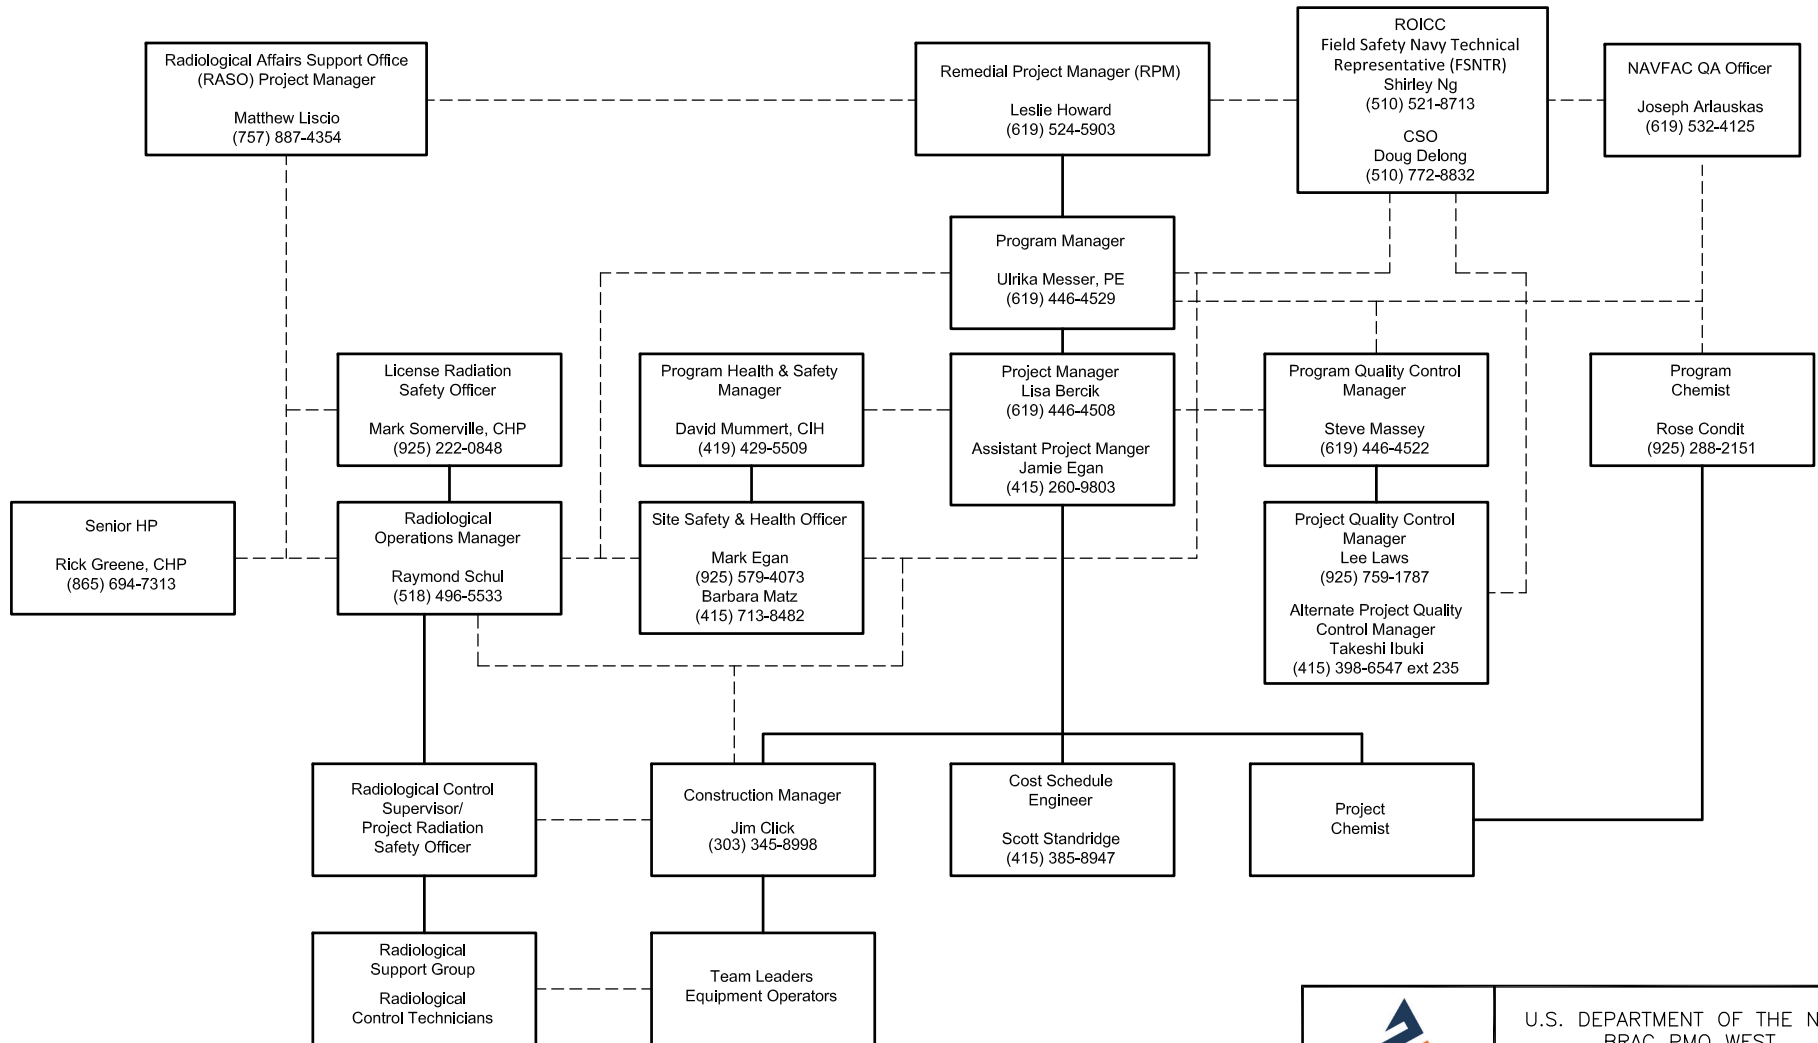 Radiological Affairs Support Office
(RASO) Project Manager
Matthew Liscio
(757) 887-4354
Remedial Project Manager (RPM)
Leslie Howard
(619) 524-5903
ROICC
Field Safety Navy Technical
Representative (FSNTR)
Shirley Ng
(510) 521-8713
CSO
Doug Delong
(510) 772-8832
NAVFAC QA Officer
Joseph Arlauskas
(619) 532-4125
Program Manager
Ulrika Messer, PE
(619) 446-4529
License Radiation
Safety Officer
Mark Somerville, CHP
(925) 222-0848
Program Health & Safety
Manager
David Mummert, CIH
(419) 429-5509
Project Manager
Lisa Bercik
(619) 446-4508
Assistant Project Manger
Jamie Egan
(415) 260-9803
Program Quality Control
Manager
Steve Massey
(619) 446-4522
Program
Chemist
Rose Condit
(925) 288-2151
Senior HP
Rick Greene, CHP
(865) 694-7313
Radiological
Operations Manager
Raymond Schul
(518) 496-5533
Site Safety & Health Officer
Mark Egan
(925) 579-4073
Barbara Matz
(415) 713-8482
Project Quality Control
Manager
Lee Laws
(925) 759-1787
Alternate Project Quality
Control Manager
Takeshi Ibuki
(415) 398-6547 ext 235
Radiological Control
Supervisor/
Project Radiation
Safety Officer
Construction Manager
Jim Click
(303) 345-8998
Cost Schedule
Engineer
Scott Standridge
(415) 385-8947
Project
Chemist
Radiological
Support Group
Radiological
Control Technicians
Team Leaders
Equipment Operators
U.S. DEPARTMENT OF THE N
BRAC PMO WEST